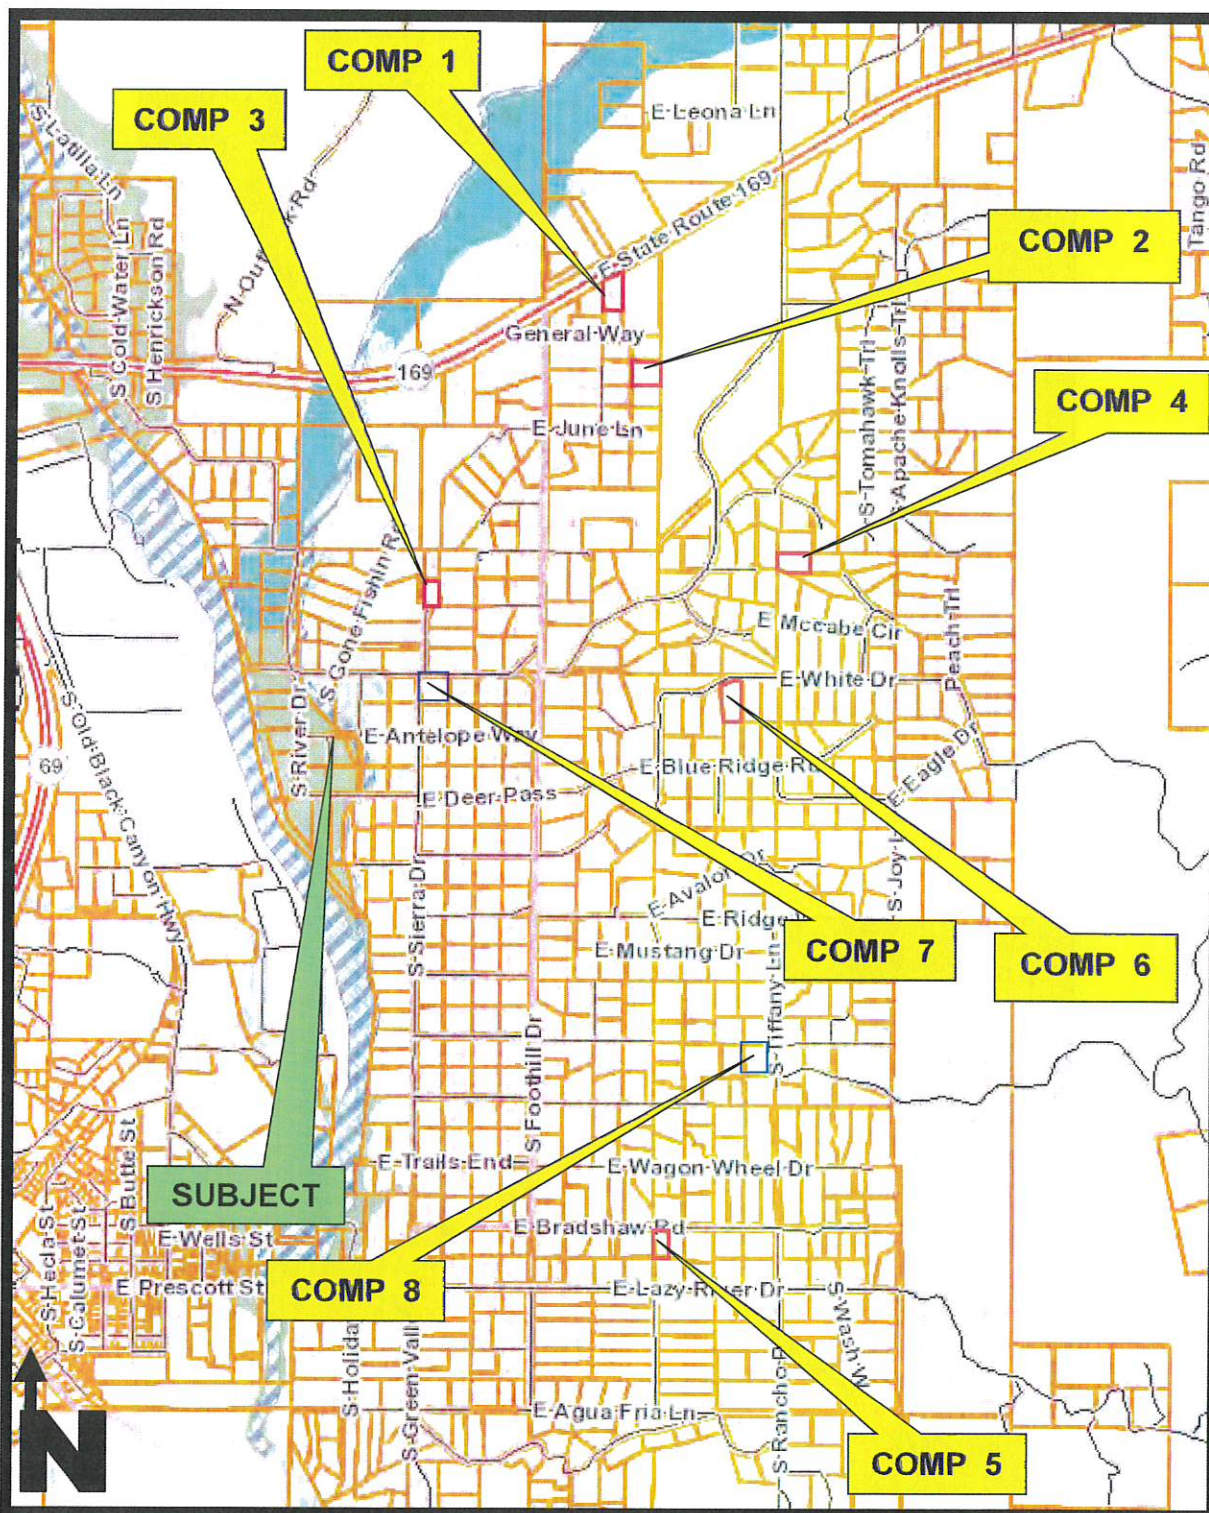 COMP 1
COMP 3
E Leona Ln
S Latilla Ln
S Cold Water Ln
S Henrickson Rd
E State Route 169
Tango Rd
COMP 2
General Way
169
S Tomahawk Trl
S Apache Knolls Trl
COMP 4
E June Ln
S Gone Fishin Rd
E Mccabe Cir
Peach Trl
E White Dr
S River Dr
E Antelope Way
S Old Black Canyon Hwy
69
E Blue Ridge Rd
E Eagle Dr
E Deer Pass
S Joy L
E Avalon Dr
S Sierra Dr
E Ridge
E Mustang Dr
COMP 7
COMP 6
S Tiffany Ln
S Foothill Dr
E Trails End
E Wagon Wheel Dr
SUBJECT
S Butte St
S Hecla St
S Calumet St
E Wells St
E Bradshaw Rd
E Prescott St
COMP 8
E Lazy River Dr
S Wash W
S Holida
S Green Vall
S Rancho
E Agua Fria Ln
COMP 5
N